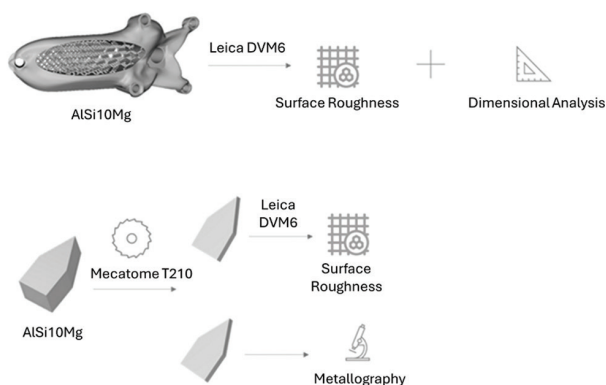 Leica DVM6
Surface Roughness
Dimensional Analysis
AlSi10Mg
Leica
DVM6
Mecatome T210
Surface
Roughness
AlSi10Mg
Metallography